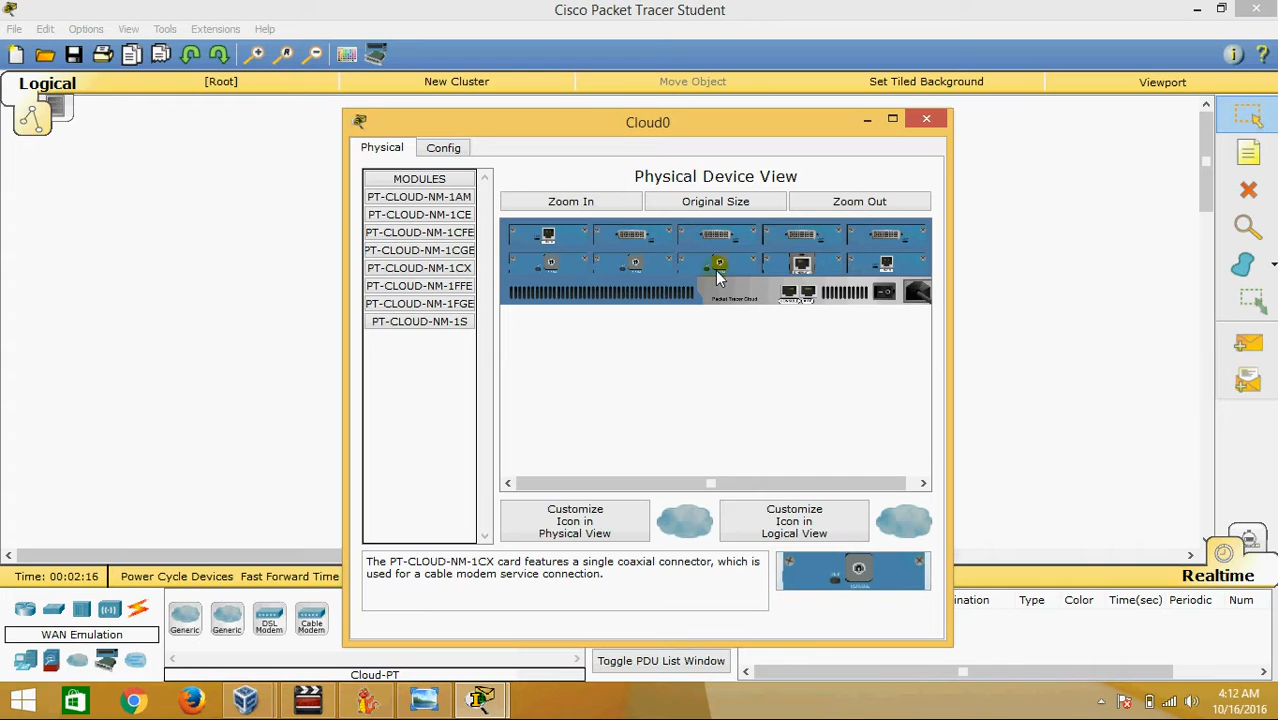 Cisco Packet Tracer Student
File Edit Options View Tools Extensions Help
Logical [Root] New Cluster Move Object Set Tiled Background Viewport
Cloud0
Physical Config
MODULES
PT-CLOUD-NM-1AM
PT-CLOUD-NM-1CE
PT-CLOUD-NM-1CFE
PT-CLOUD-NM-1CGE
PT-CLOUD-NM-1CX
PT-CLOUD-NM-1FFE
PT-CLOUD-NM-1FGE
PT-CLOUD-NM-1S
Physical Device View
Zoom In Original Size Zoom Out
Packet Tracer Cloud
Customize
Icon in
Physical View
Customize
Icon in
Logical View
The PT-CLOUD-NM-1CX card features a single coaxial connector, which is
used for a cable modem service connection.
Time: 00:02:16 Power Cycle Devices Fast Forward Time
Realtime
Generic
Generic
DSL
Modem
Cable
Modem
WAN Emulation
Cloud-PT
Toggle PDU List Window
ination Type Color Time(sec) Periodic Num
4:12 AM
10/16/2016